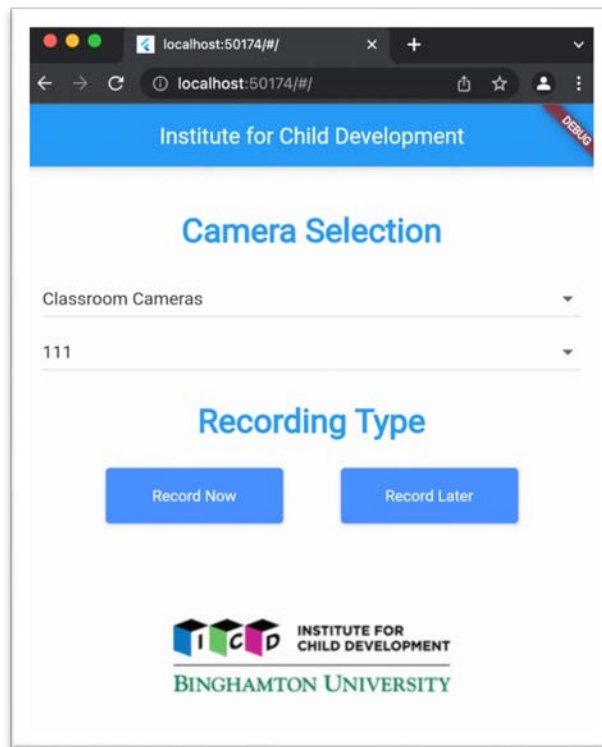 localhost:50174/#/
localhost:50174/#/
Institute for Child Development
DEBUG
Camera Selection
Classroom Cameras
111
Recording Type
Record Now
Record Later
ICD
INSTITUTE FOR
CHILD DEVELOPMENT
BINGHAMTON UNIVERSITY